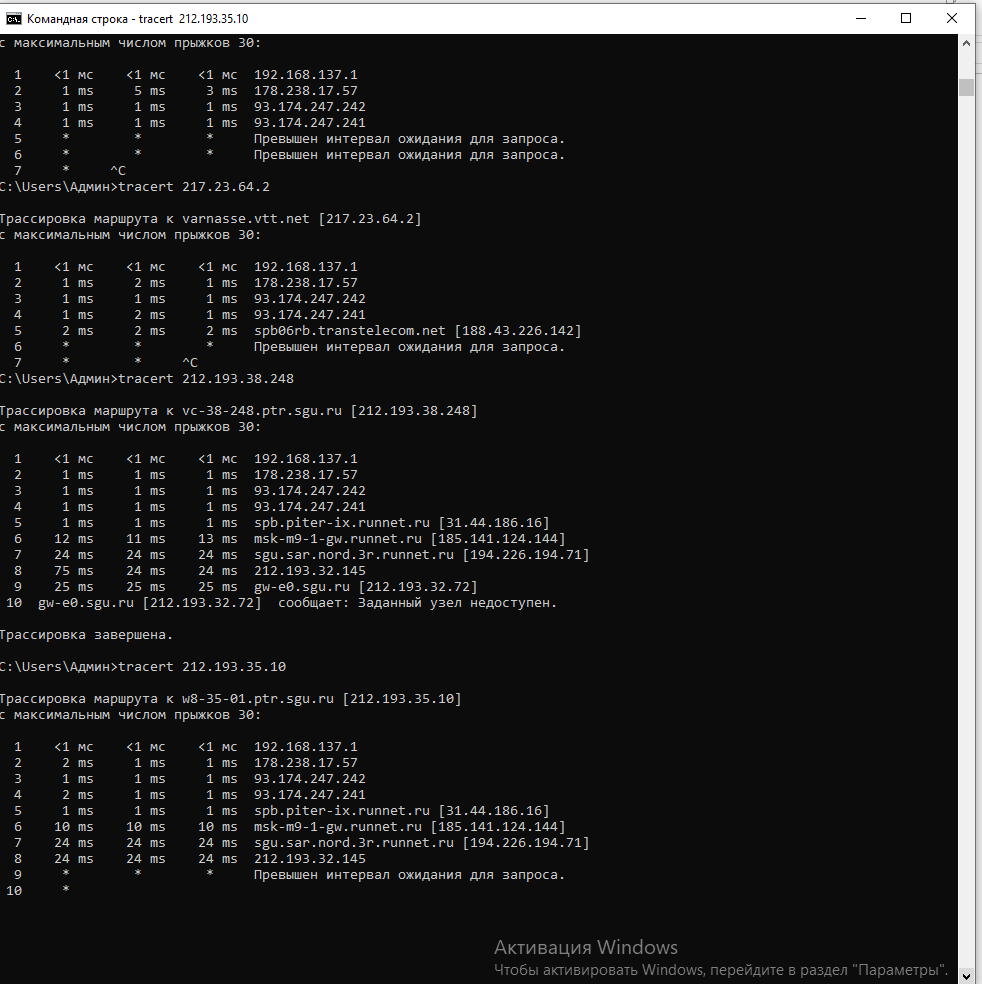 Командная строка - tracert  212.193.35.10
с максимальным числом прыжков 30:
1    <1 мс    <1 мс    <1 мс  192.168.137.1
2     1 ms     5 ms     3 ms  178.238.17.57
3     1 ms     1 ms     1 ms  93.174.247.242
4     1 ms     1 ms     1 ms  93.174.247.241
5     *        *        *     Превышен интервал ожидания для запроса.
6     *        *        *     Превышен интервал ожидания для запроса.
7     *     ^C
C:\Users\Админ>tracert 217.23.64.2
Трассировка маршрута к varnasse.vtt.net [217.23.64.2]
с максимальным числом прыжков 30:
1    <1 мс    <1 мс    <1 мс  192.168.137.1
2     1 ms     2 ms     1 ms  178.238.17.57
3     1 ms     1 ms     1 ms  93.174.247.242
4     1 ms     2 ms     1 ms  93.174.247.241
5     2 ms     2 ms     2 ms  spb06rb.transtelecom.net [188.43.226.142]
6     *        *        *     Превышен интервал ожидания для запроса.
7     *        *     ^C
C:\Users\Админ>tracert 212.193.38.248
Трассировка маршрута к vc-38-248.ptr.sgu.ru [212.193.38.248]
с максимальным числом прыжков 30:
1    <1 мс    <1 мс    <1 мс  192.168.137.1
2     1 ms     1 ms     1 ms  178.238.17.57
3     1 ms     1 ms     1 ms  93.174.247.242
4     1 ms     1 ms     1 ms  93.174.247.241
5     1 ms     1 ms     1 ms  spb.piter-ix.runnet.ru [31.44.186.16]
6    12 ms    11 ms    13 ms  msk-m9-1-gw.runnet.ru [185.141.124.144]
7    24 ms    24 ms    24 ms  sgu.sar.nord.3r.runnet.ru [194.226.194.71]
8    75 ms    24 ms    24 ms  212.193.32.145
9    25 ms    25 ms    25 ms  gw-e0.sgu.ru [212.193.32.72]
10  gw-e0.sgu.ru [212.193.32.72]  сообщает: Заданный узел недоступен.
Трассировка завершена.
C:\Users\Админ>tracert 212.193.35.10
Трассировка маршрута к w8-35-01.ptr.sgu.ru [212.193.35.10]
с максимальным числом прыжков 30:
1    <1 мс    <1 мс    <1 мс  192.168.137.1
2     2 ms     1 ms     1 ms  178.238.17.57
3     1 ms     1 ms     1 ms  93.174.247.242
4     2 ms     1 ms     1 ms  93.174.247.241
5     1 ms     1 ms     1 ms  spb.piter-ix.runnet.ru [31.44.186.16]
6    10 ms    10 ms    10 ms  msk-m9-1-gw.runnet.ru [185.141.124.144]
7    24 ms    24 ms    24 ms  sgu.sar.nord.3r.runnet.ru [194.226.194.71]
8    24 ms    24 ms    24 ms  212.193.32.145
9     *        *        *     Превышен интервал ожидания для запроса.
10     *
Активация Windows
Чтобы активировать Windows, перейдите в раздел "Параметры".